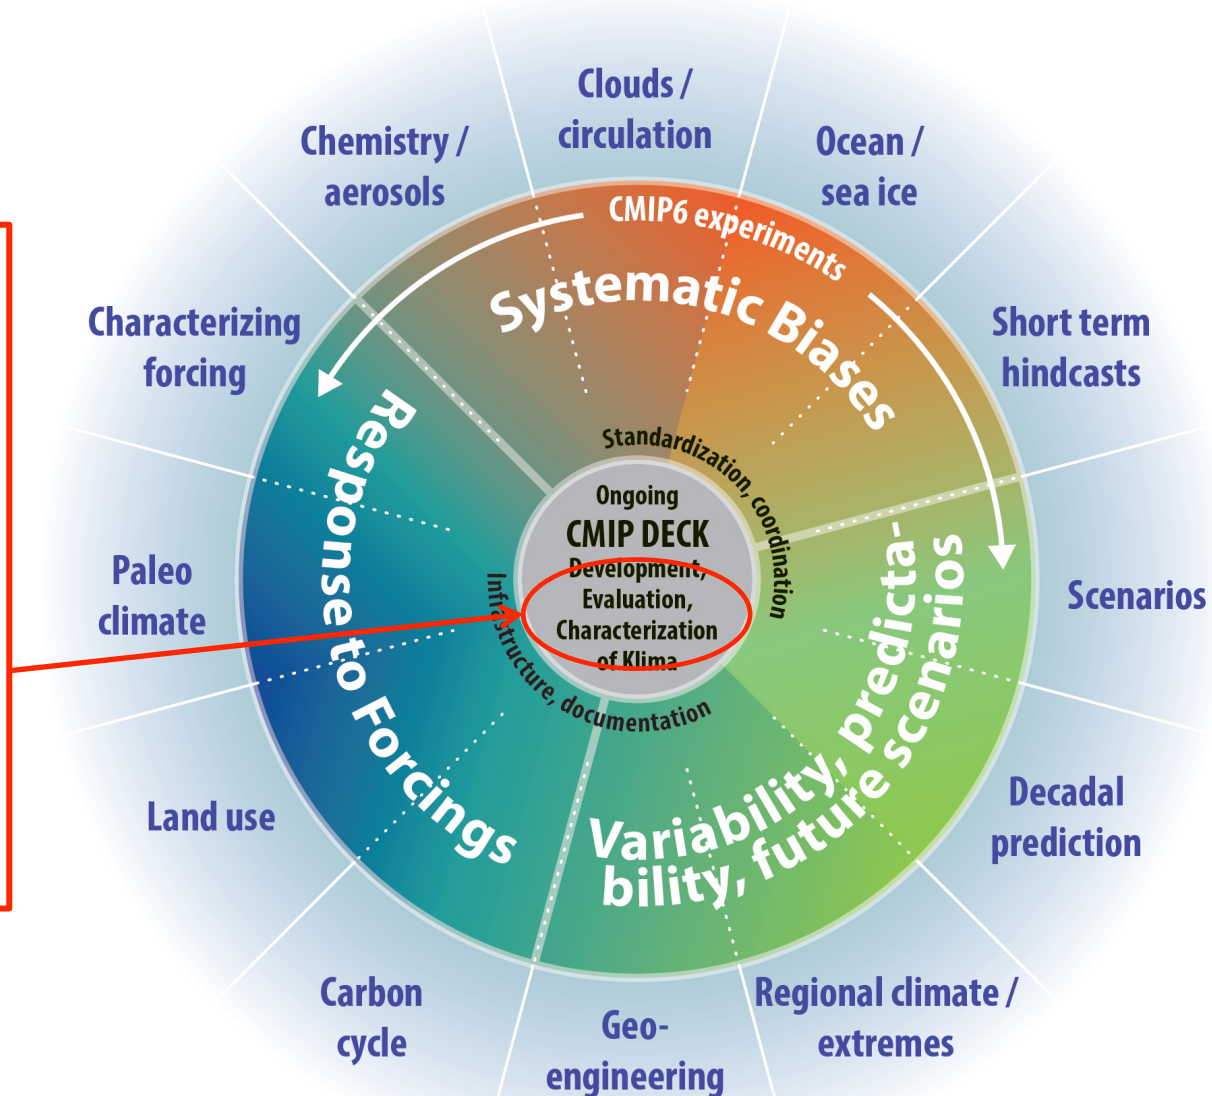 Clouds /
circulation
Chemistry /
aerosols
Ocean /
sea ice
CMIP6 experiments
Systematic Biases
Characterizing
forcing
Short term
hindcasts
Response to Forcings
Standardization, coordination
Ongoing
CMIP DECK
Development,
Evaluation,
Characterization
of Klima
Infrastructure, documentation
Paleo
climate
Scenarios
Variability, predicta-
bility, future scenarios
Land use
Decadal
prediction
Carbon
cycle
Geo-
engineering
Regional climate /
extremes